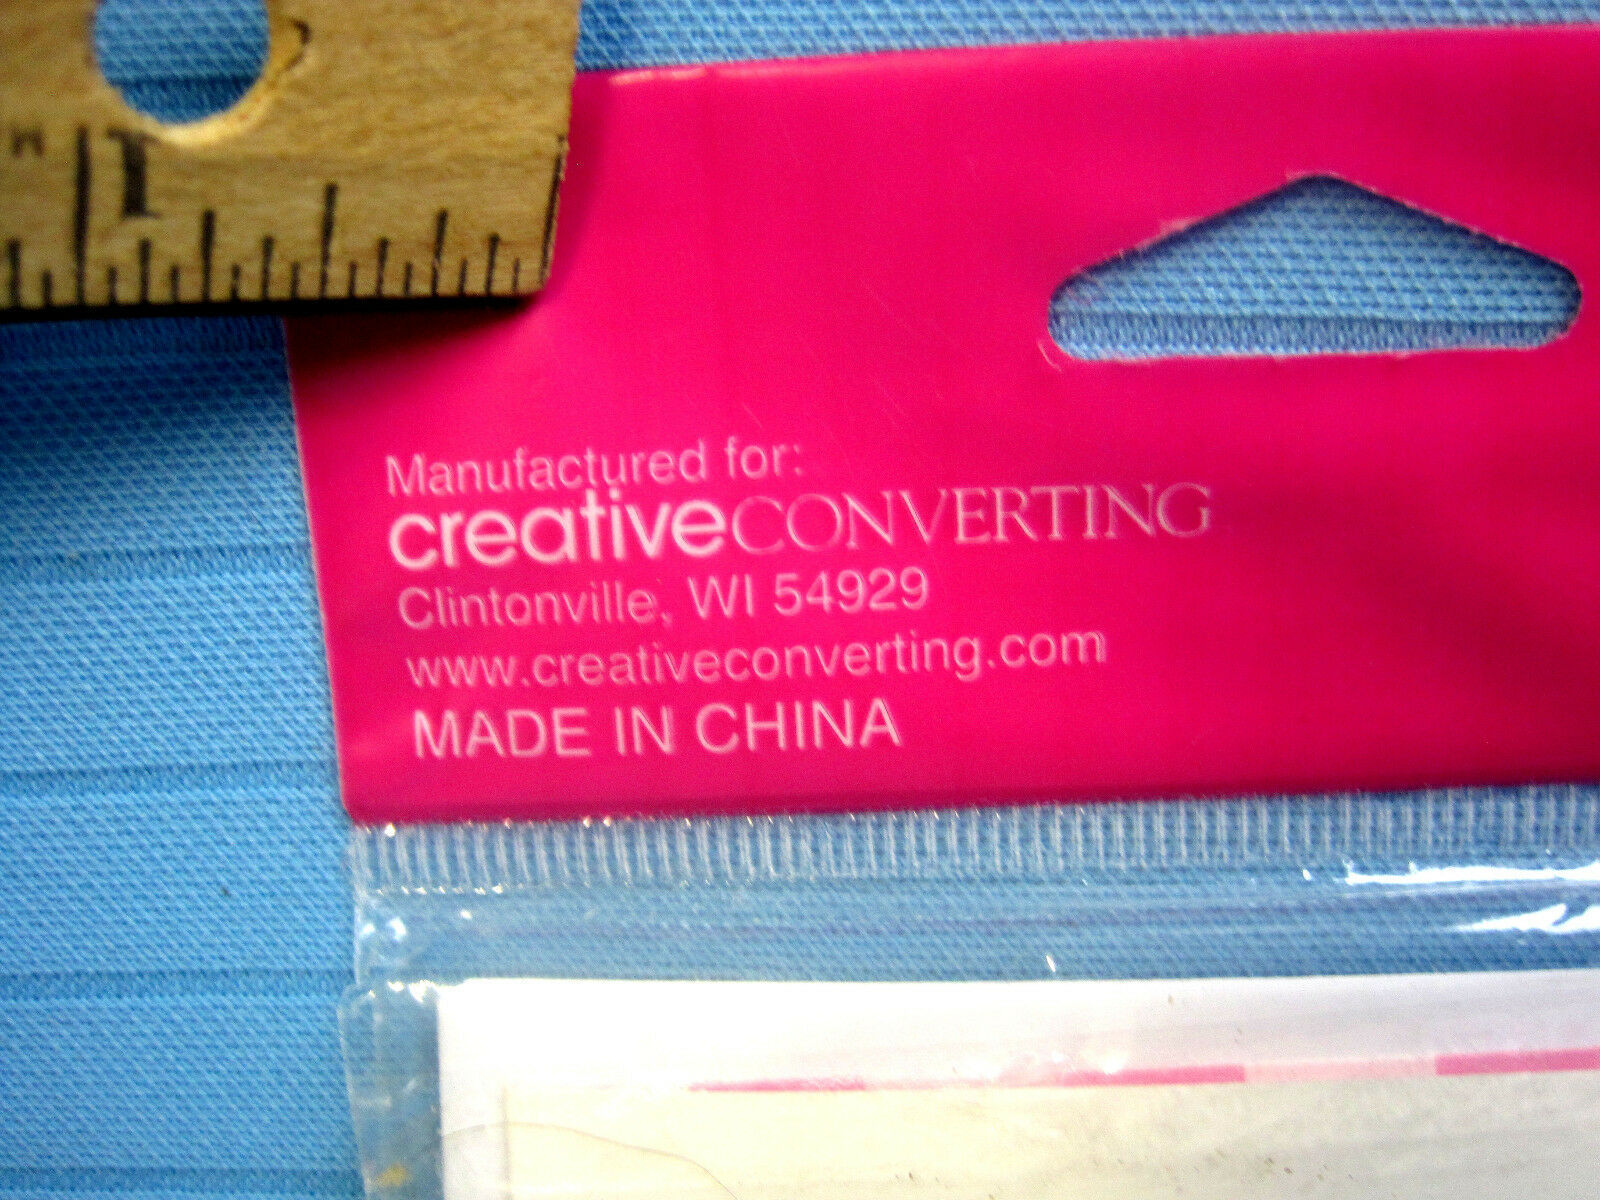 1
Manufactured for:
creativeCONVERTING
Clintonville, WI 54929
www.creativeconverting.com
MADE IN CHINA